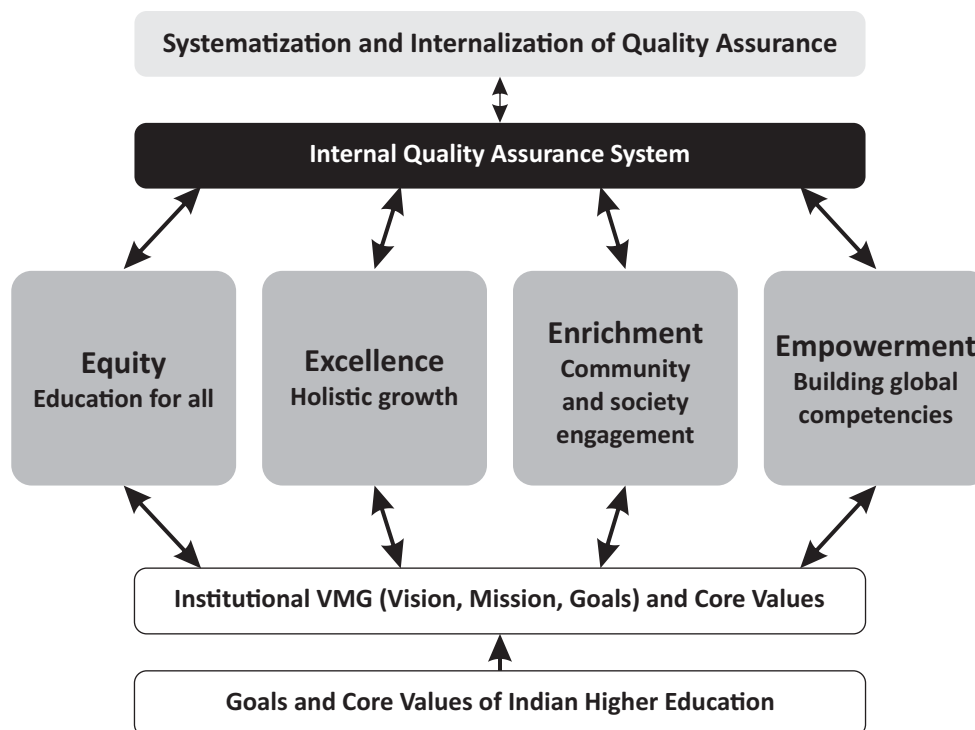 Systematization and Internalization of Quality Assurance
Internal Quality Assurance System
Equity
Education for all
Excellence
Holistic growth
Enrichment
Community
and society
engagement
Empowerment
Building global
competencies
Institutional VMG (Vision, Mission, Goals) and Core Values
Goals and Core Values of Indian Higher Education